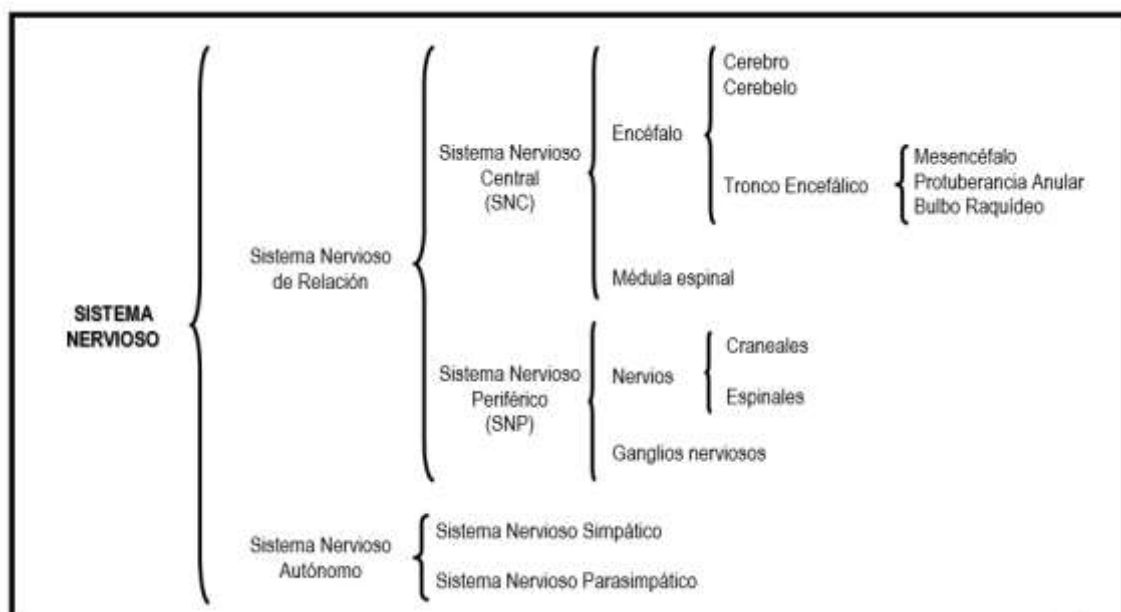 SISTEMA
NERVIOSO
Sistema Nervioso
de Relación
Sistema Nervioso
Central
(SNC)
Encéfalo
Cerebro
Cerebelo
Tronco Encefálico
Mesencéfalo
Protuberancia Anular
Bulbo Raquídeo
Médula espinal
Sistema Nervioso
Periférico
(SNP)
Nervios
Craneales
Espinales
Ganglios nerviosos
Sistema Nervioso
Autónomo
Sistema Nervioso Simpático
Sistema Nervioso Parasimpático